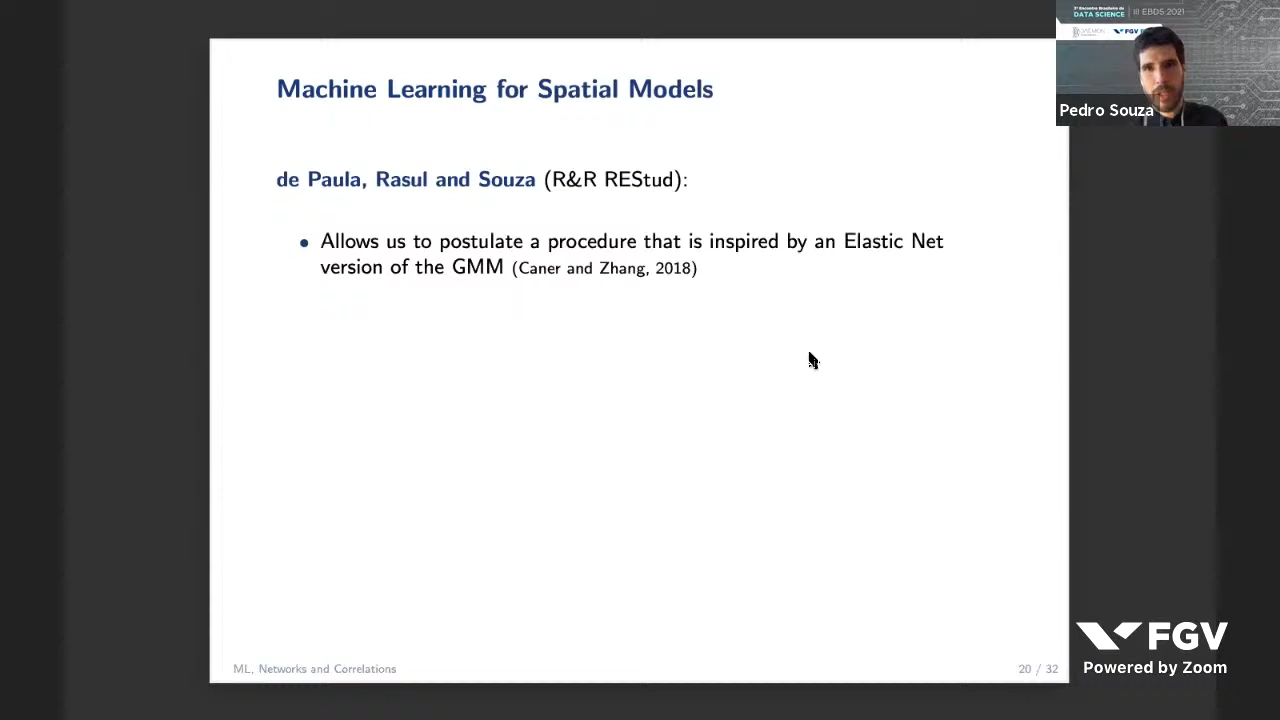 Machine Learning for Spatial Models
de Paula, Rasul and Souza (R&R REStud):
• Allows us to postulate a procedure that is inspired by an Elastic Net
version of the GMM (Caner and Zhang, 2018)
ML, Networks and Correlations
20 / 32
DATA SCIENCE
III EBDS 2021
FGV
Pedro Souza
FGV
Powered by Zoom